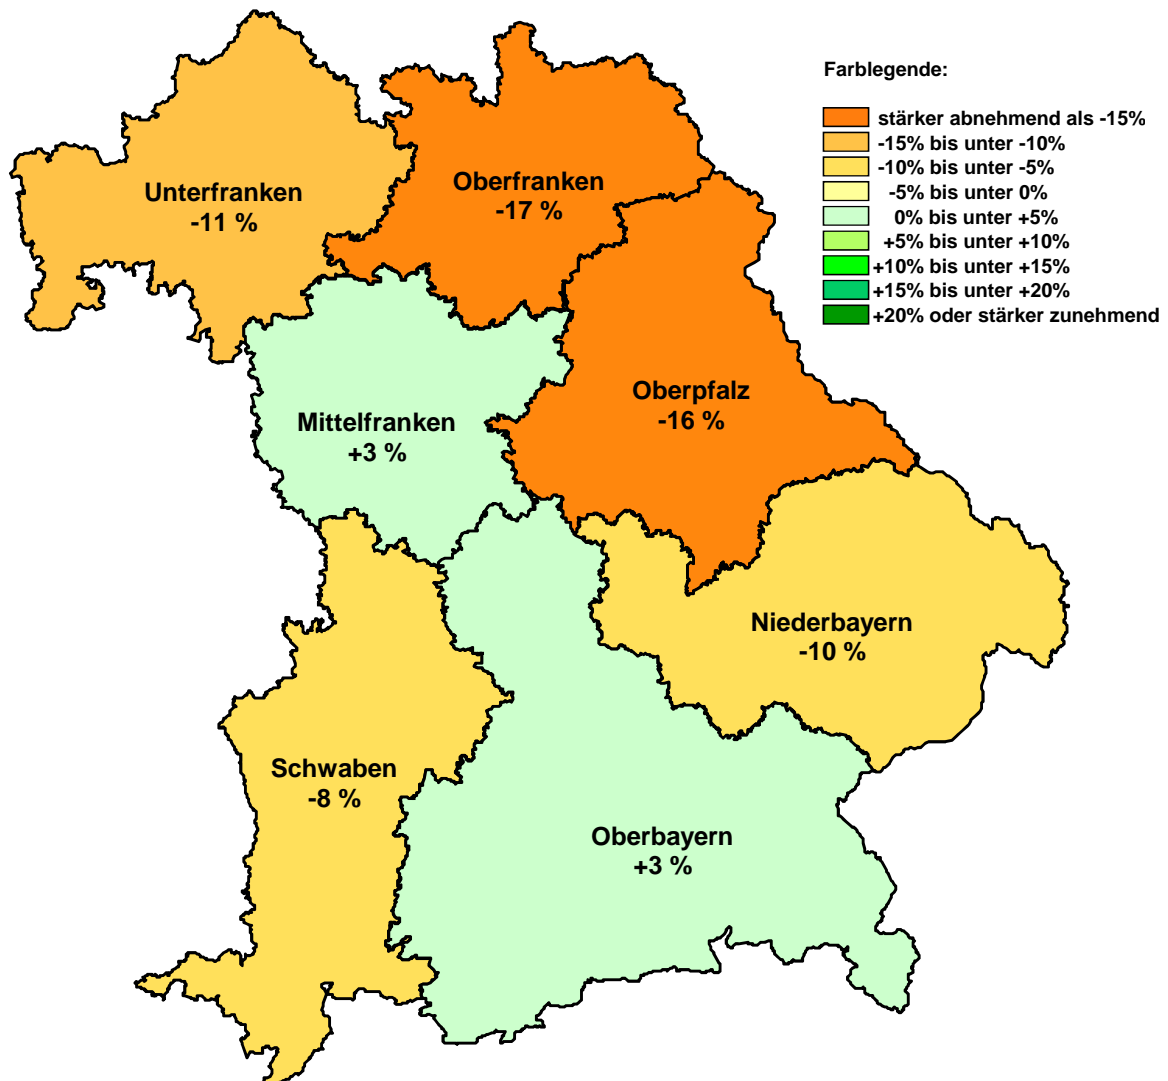 Farblegende:
stärker abnehmend als -15%
-15% bis unter -10%
-10% bis unter -5%
-5% bis unter 0%
0% bis unter +5%
+5% bis unter +10%
+10% bis unter +15%
+15% bis unter +20%
+20% oder stärker zunehmend
Unterfranken
-11 %
Oberfranken
-17 %
Mittelfranken
+3 %
Oberpfalz
-16 %
Niederbayern
-10 %
Schwaben
-8 %
Oberbayern
+3 %